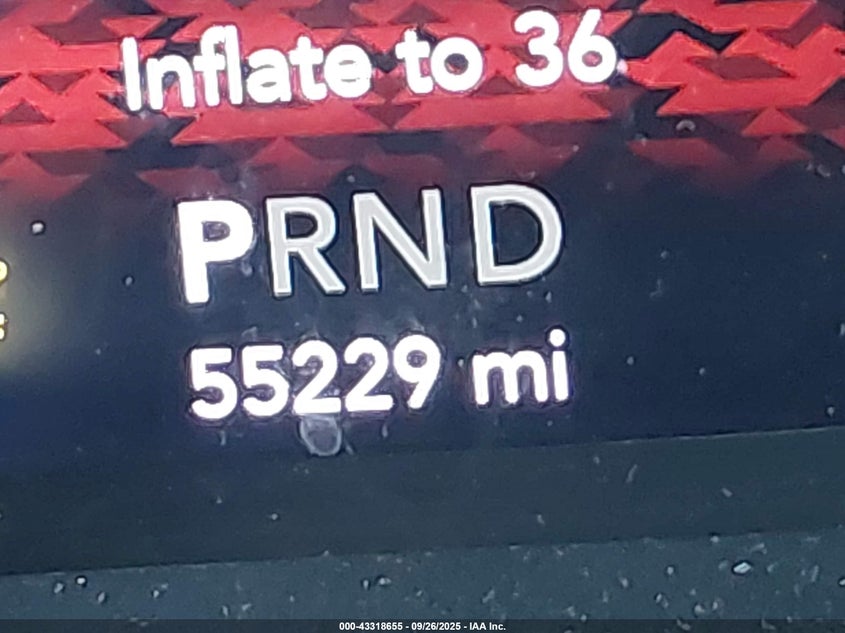 Inflate to 36
PRND
55229 mi
000-43318655 - 09/26/2025 - IAA Inc.